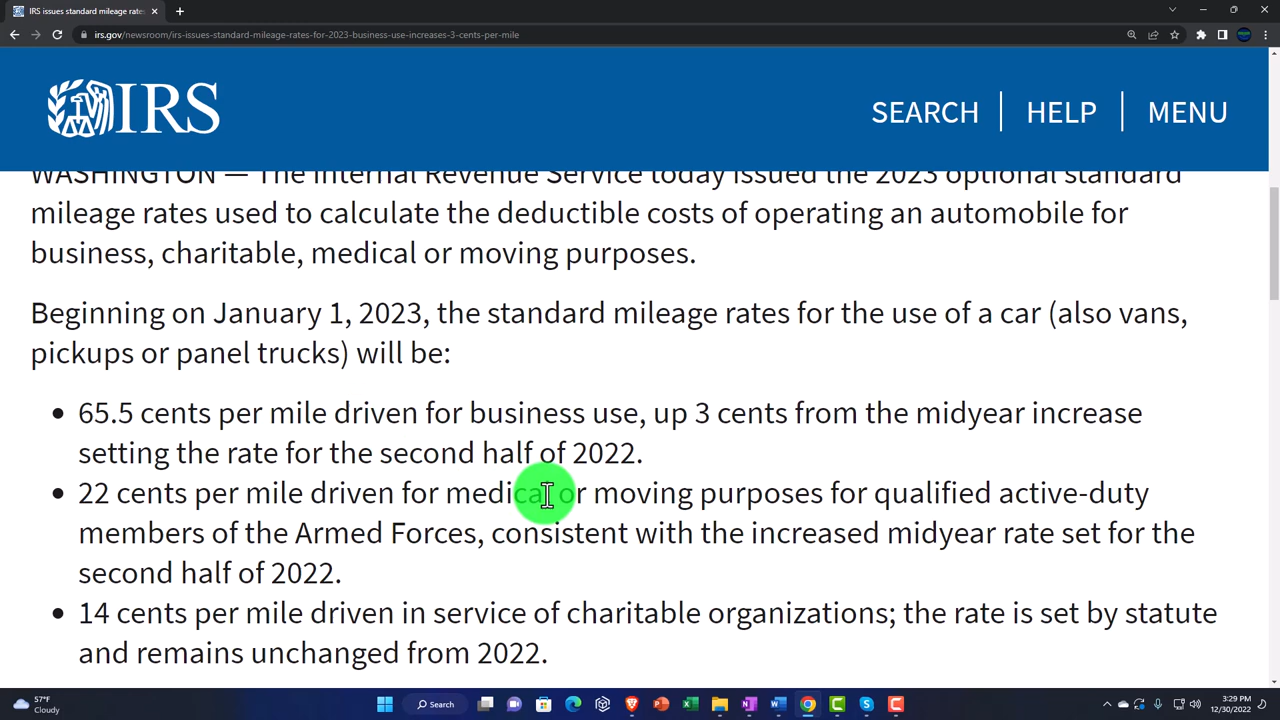 IRS issues standard mileage rates
irs.gov/newsroom/irs-issues-standard-mileage-rates-for-2023-business-use-increases-3-cents-per-mile
IRS
SEARCH
HELP
MENU
WASHINGTON — The Internal Revenue Service today issued the 2023 optional standard
mileage rates used to calculate the deductible costs of operating an automobile for
business, charitable, medical or moving purposes.
Beginning on January 1, 2023, the standard mileage rates for the use of a car (also vans,
pickups or panel trucks) will be:
• 65.5 cents per mile driven for business use, up 3 cents from the midyear increase
setting the rate for the second half of 2022.
• 22 cents per mile driven for medical or moving purposes for qualified active-duty
members of the Armed Forces, consistent with the increased midyear rate set for the
second half of 2022.
• 14 cents per mile driven in service of charitable organizations; the rate is set by statute
and remains unchanged from 2022.
57°F
Cloudy
Search
3:29 PM
12/30/2022